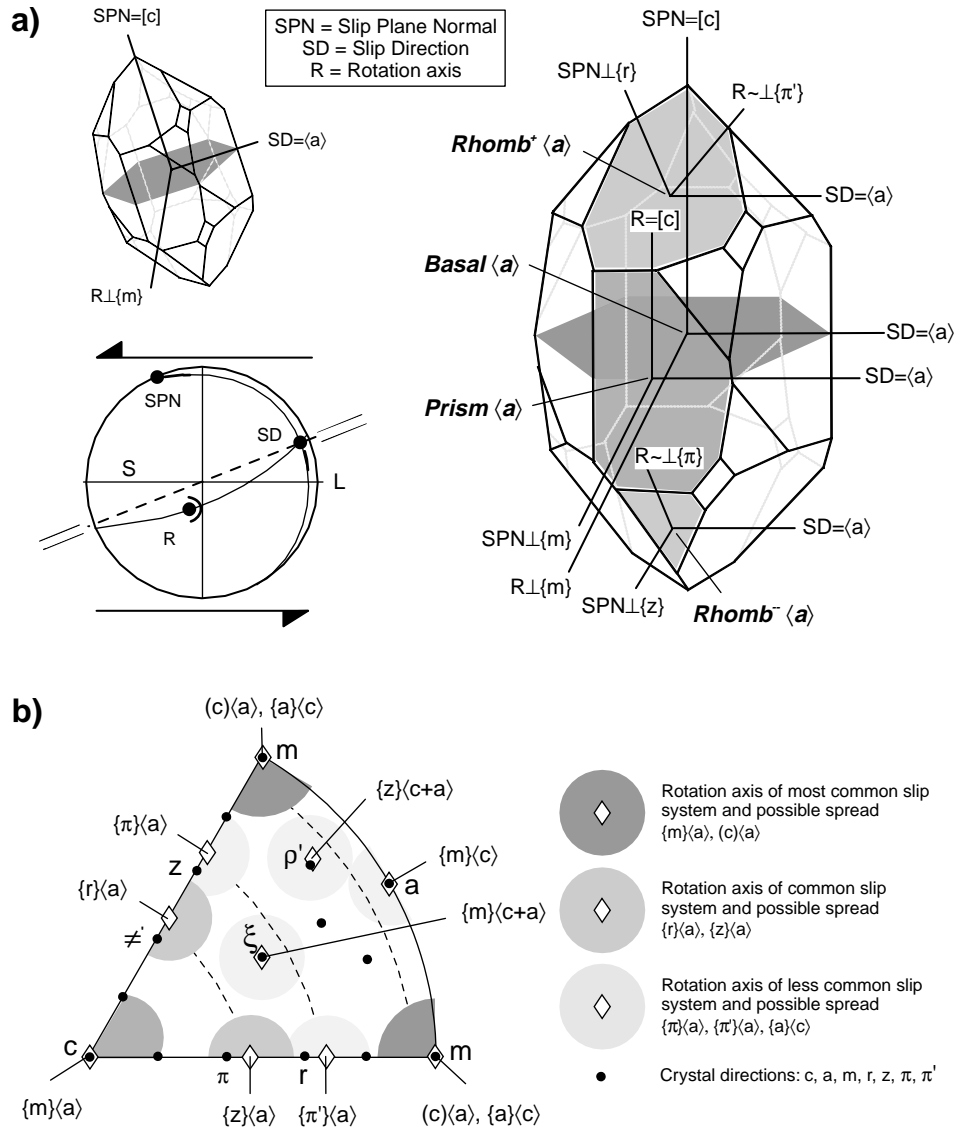 a)
SPN=[c]
SPN = Slip Plane Normal
SD = Slip Direction
R = Rotation axis
SD=⟨a⟩
R⊥{m}
SPN
SD
S
L
R
SPN=[c]
SPN⊥{r}
R~⊥{π'}
Rhomb⁺ ⟨a⟩
SD=⟨a⟩
R=[c]
Basal ⟨a⟩
SD=⟨a⟩
SD=⟨a⟩
Prism ⟨a⟩
R~⊥{π}
SD=⟨a⟩
SPN⊥{m}
R⊥{m}
SPN⊥{z}
Rhomb⁻ ⟨a⟩
b)
(c)⟨a⟩, {a}⟨c⟩
m
{z}⟨c+a⟩
{π}⟨a⟩
ρ'
z
{m}⟨c⟩
a
{r}⟨a⟩
{m}⟨c+a⟩
≠'
ξ
c
m
π
r
{m}⟨a⟩
{z}⟨a⟩
{π'}⟨a⟩
(c)⟨a⟩, {a}⟨c⟩
Rotation axis of most common slip
system and possible spread
{m}⟨a⟩, (c)⟨a⟩
Rotation axis of common slip
system and possible spread
{r}⟨a⟩, {z}⟨a⟩
Rotation axis of less common slip
system and possible spread
{π}⟨a⟩, {π'}⟨a⟩, {a}⟨c⟩
Crystal directions: c, a, m, r, z, π, π'